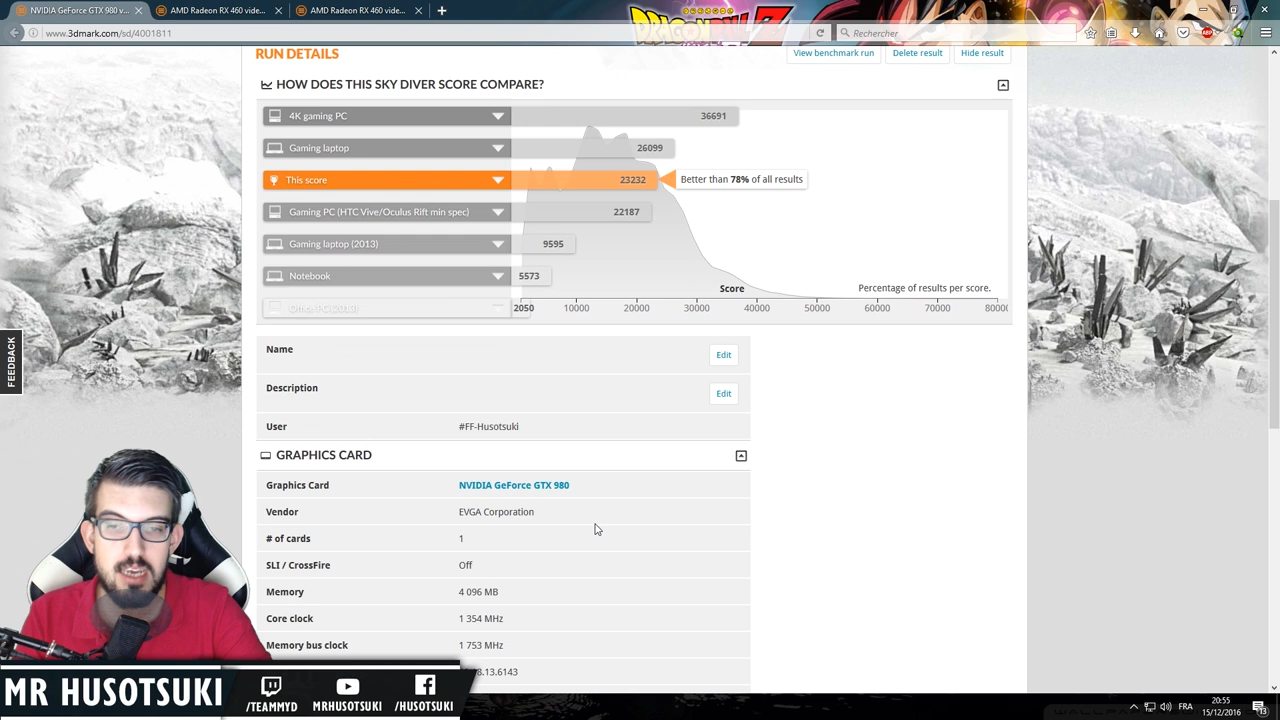 NVIDIA GeForce GTX 980 v...
AMD Radeon RX 460 vide...
AMD Radeon RX 460 vide...
www.3dmark.com/sd/4001811
Rechercher
ABP
RUN DETAILS
View benchmark run
Delete result
Hide result
HOW DOES THIS SKY DIVER SCORE COMPARE?
4K gaming PC 36691
Gaming laptop 26099
This score 23232 Better than 78% of all results
Gaming PC (HTC Vive/Oculus Rift min spec) 22187
Gaming laptop (2013) 9595
Notebook 5573
Score Percentage of results per score.
Office PC (2013) 2050 10000 20000 30000 40000 50000 60000 70000 80000
FEEDBACK
Name Edit
Description Edit
User #FF-Husotsuki
GRAPHICS CARD
Graphics Card NVIDIA GeForce GTX 980
Vendor EVGA Corporation
# of cards 1
SLI / CrossFire Off
Memory 4 096 MB
Core clock 1 354 MHz
Memory bus clock 1 753 MHz
8.13.6143
MR HUSOTSUKI
/TEAMMYD
MRHUSOTSUKI
/HUSOTSUKI
FRA
20:55
15/12/2016